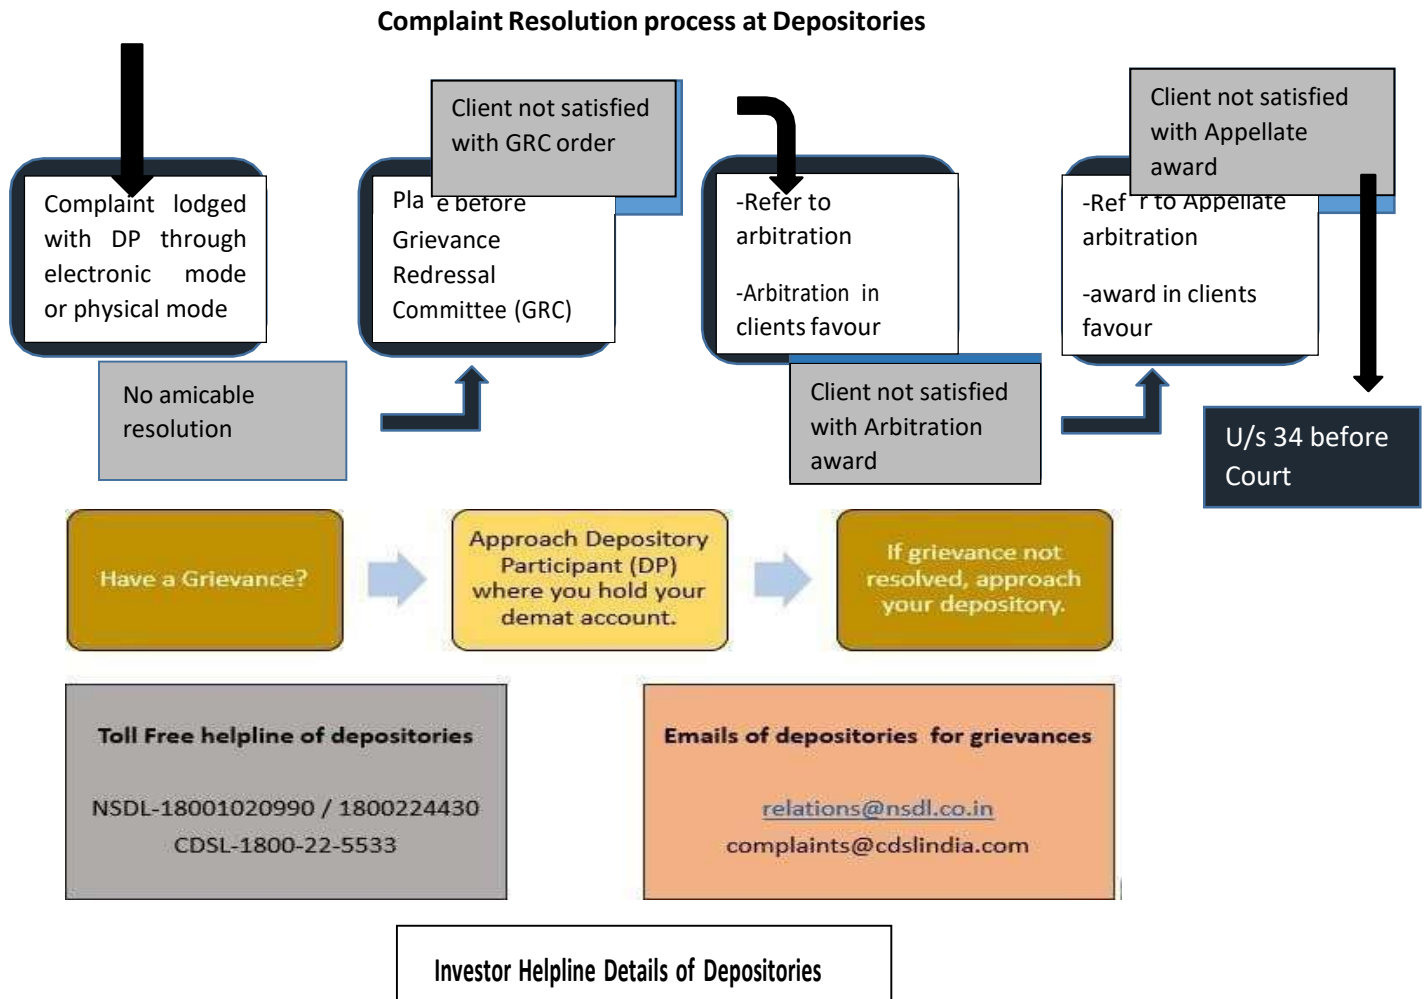 Complaint Resolution process at Depositories
Complaint lodged
with DP through
electronic mode
or physical mode
No amicable
resolution
Pla e before
Grievance
Redressal
Committee (GRC)
Client not satisfied
with GRC order
-Refer to
arbitration
-Arbitration in
clients favour
Client not satisfied
with Arbitration
award
-Ref r to Appellate
arbitration
-award in clients
favour
Client not satisfied
with Appellate
award
U/s 34 before
Court
Have a Grievance?
Approach Depository
Participant (DP)
where you hold your
demat account.
If grievance not
resolved, approach
your depository.
Toll Free helpline of depositories
NSDL-18001020990 / 1800224430
CDSL-1800-22-5533
Emails of depositories for grievances
relations@nsdl.co.in
complaints@cdslindia.com
Investor Helpline Details of Depositories